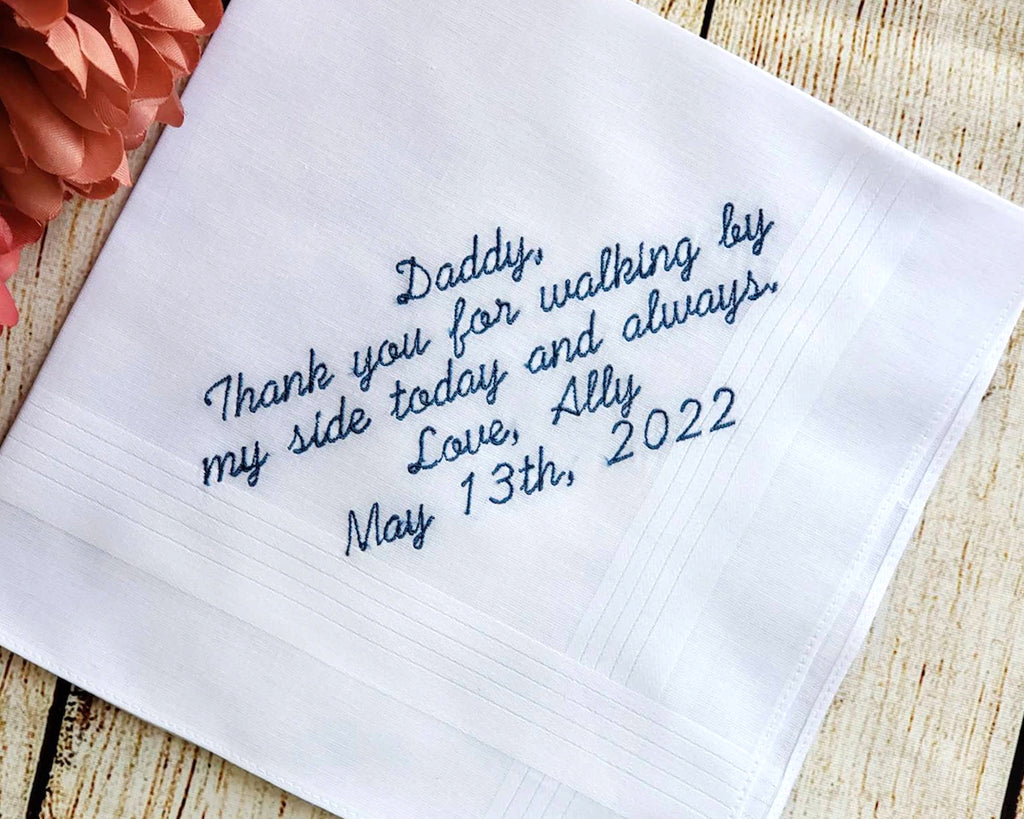 Daddy,
Thank you for walking by
my side today and always.
Love, Ally
May 13th, 2022